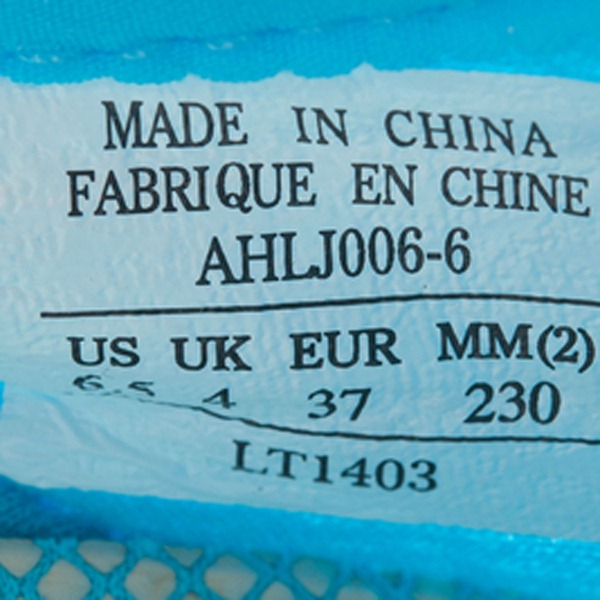 MADE IN CHINA
FABRIQUE EN CHINE
AHLJ006-6
US UK EUR MM(2)
6.5 4 37 230
LT1403